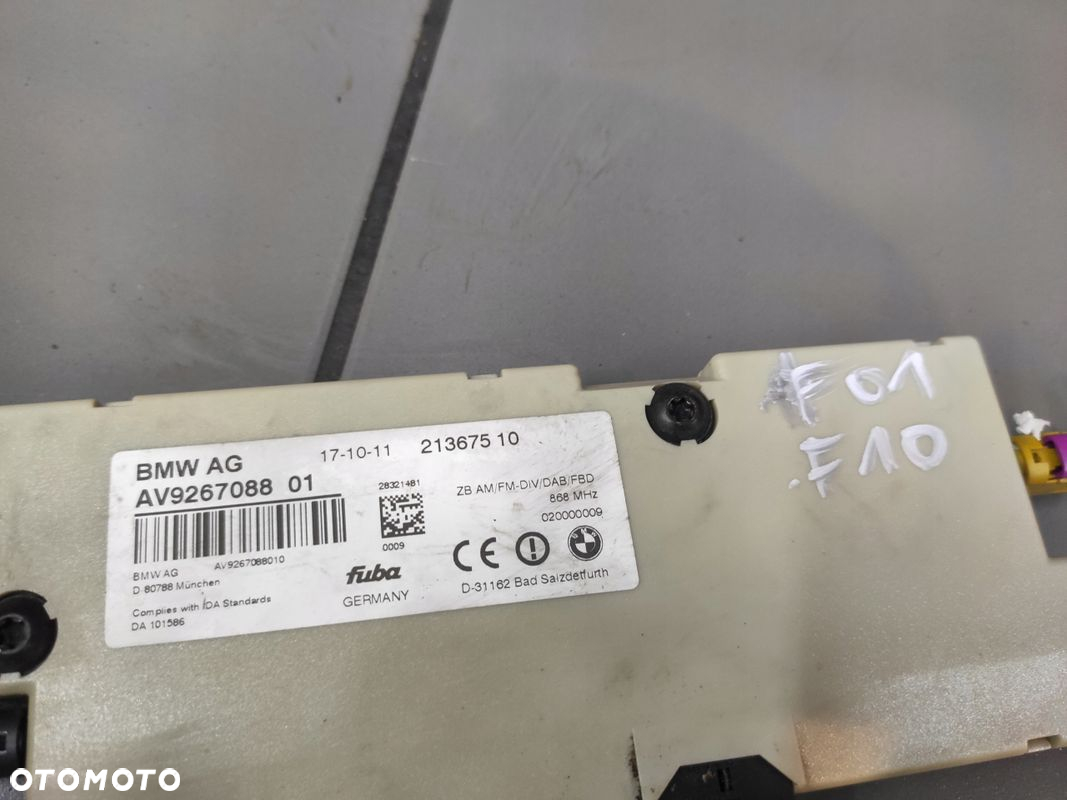 F01
F10
BMW AG
17-10-11
213675 10
AV9267088 01
28321481
ZB AM/FM-DIV/DAB/FBD
868 MHz
020000009
0009
AV9267088010
BMW AG
D 80788 München
fuba
GERMANY
CE
BMW
D-31162 Bad Salzdetfurth
Complies with IDA Standards
DA 101586
OTOMOTO